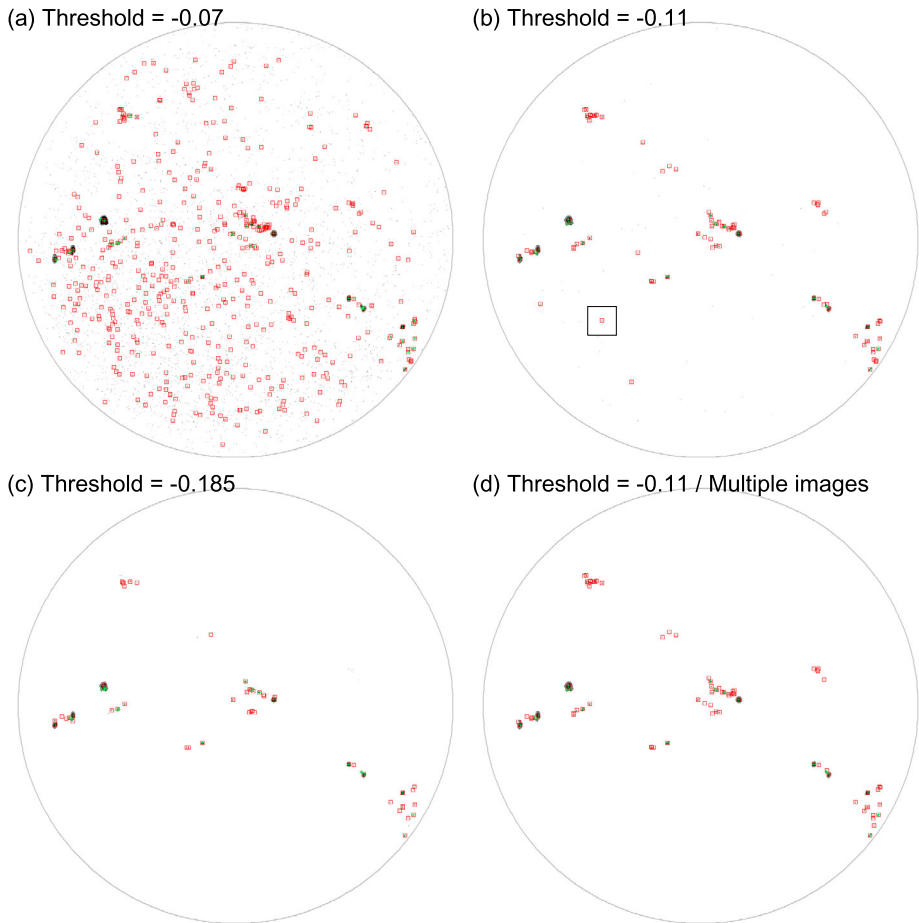 (a) Threshold = -0.07
(b) Threshold = -0.11
(c) Threshold = -0.185
(d) Threshold = -0.11 / Multiple images